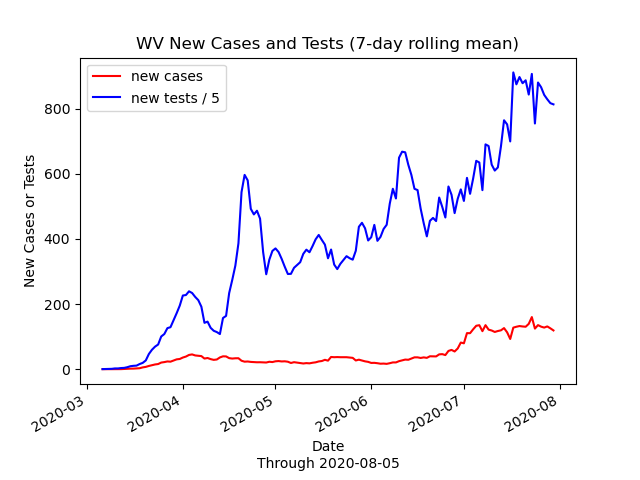 WV New Cases and Tests (7-day rolling mean)
new cases
new tests / 5
New Cases or Tests
800
600
400
200
0
2020-03
2020-04
2020-05
2020-06
2020-07
2020-08
Date
Through 2020-08-05